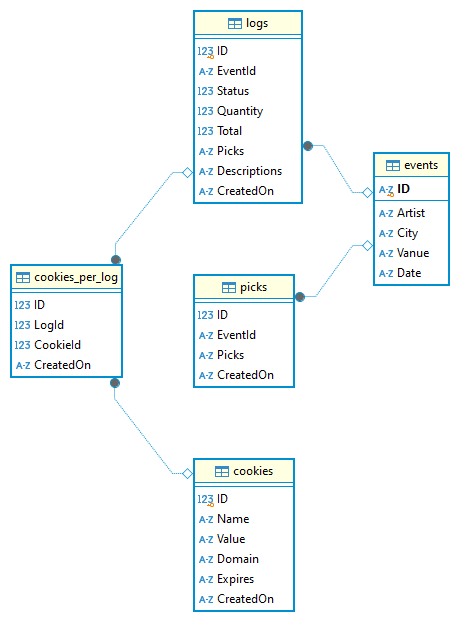 logs
123 ID
A-Z EventId
123 Status
123 Quantity
123 Total
A-Z Picks
A-Z Descriptions
A-Z CreatedOn
events
A-Z ID
A-Z Artist
A-Z City
A-Z Vanue
A-Z Date
cookies_per_log
123 ID
123 LogId
123 CookieId
A-Z CreatedOn
picks
123 ID
A-Z EventId
A-Z Picks
A-Z CreatedOn
cookies
123 ID
A-Z Name
A-Z Value
A-Z Domain
A-Z Expires
A-Z CreatedOn